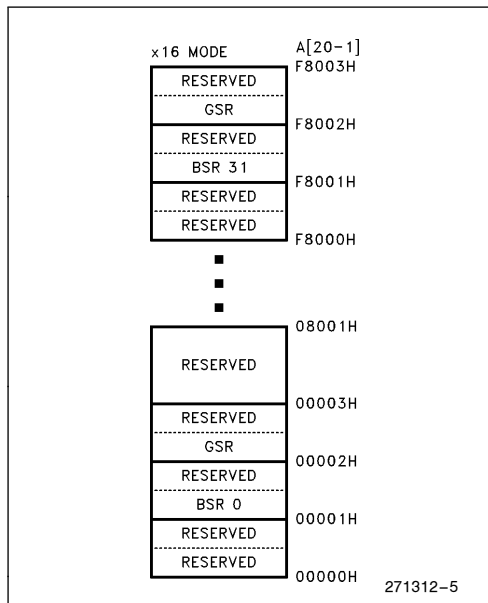 x16 MODE A[20-1]
F8003H
RESERVED
GSR
F8002H
RESERVED
BSR 31
F8001H
RESERVED
RESERVED
F8000H
08001H
RESERVED
00003H
RESERVED
GSR
00002H
RESERVED
BSR 0
00001H
RESERVED
RESERVED
00000H
271312-5